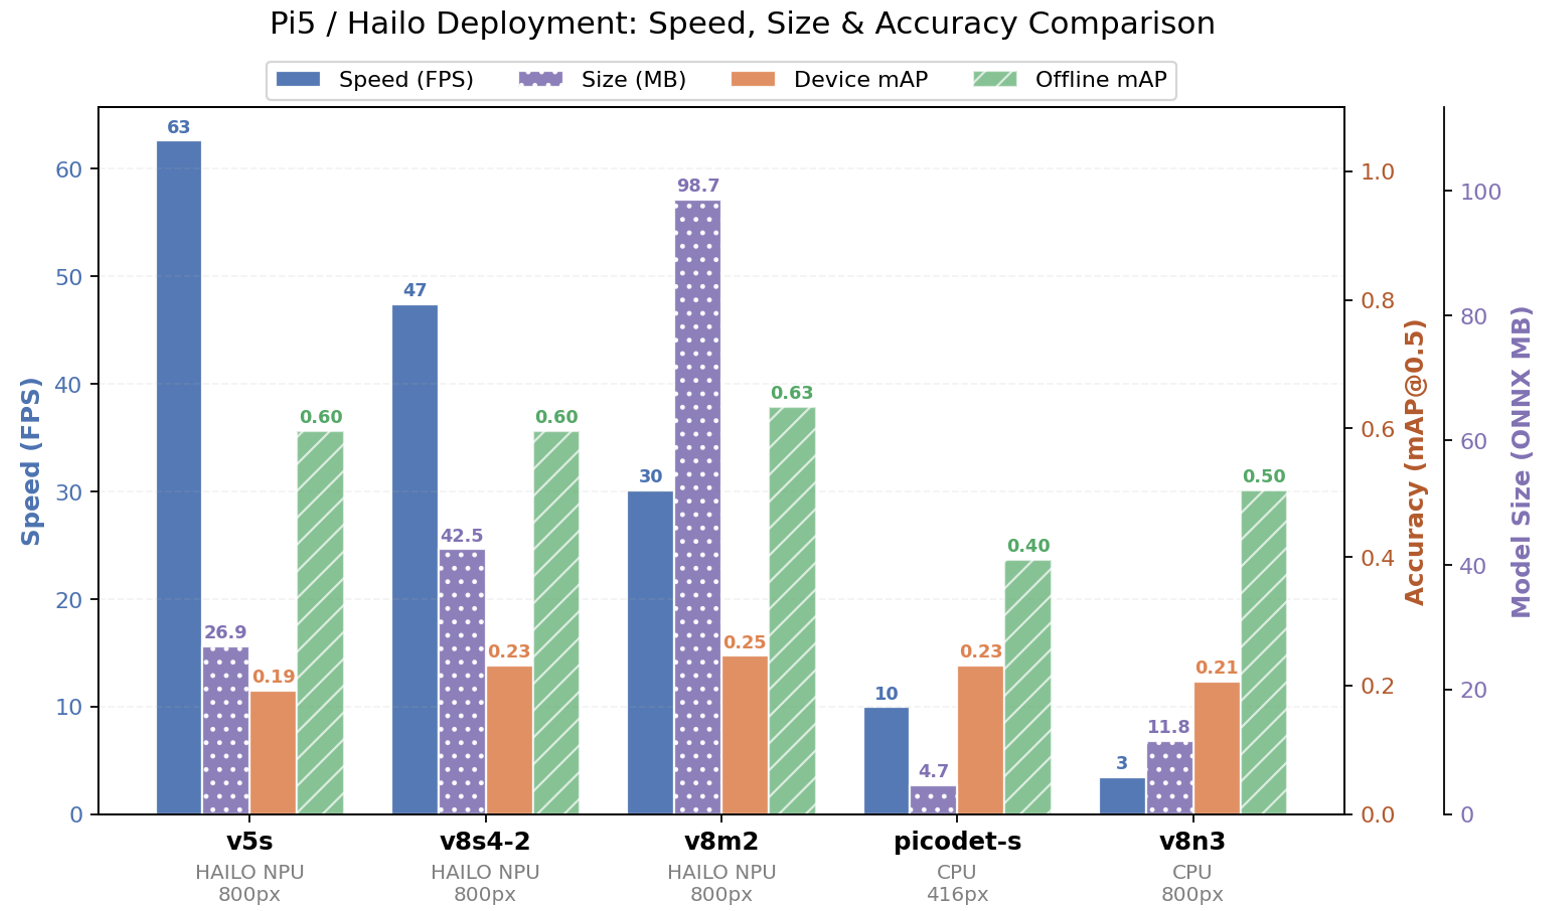 Pi5 / Hailo Deployment: Speed, Size & Accuracy Comparison
Speed (FPS) Size (MB) Device mAP Offline mAP
Speed (FPS)
60
50
40
30
20
10
0
63
26.9
0.19
0.60
47
42.5
0.23
0.60
30
98.7
0.25
0.63
10
4.7
0.23
0.40
3
11.8
0.21
0.50
1.0
0.8
0.6
0.4
0.2
0.0
Accuracy (mAP@0.5)
100
80
60
40
20
0
Model Size (ONNX MB)
v5s
HAILO NPU
800px
v8s4-2
HAILO NPU
800px
v8m2
HAILO NPU
800px
picodet-s
CPU
416px
v8n3
CPU
800px